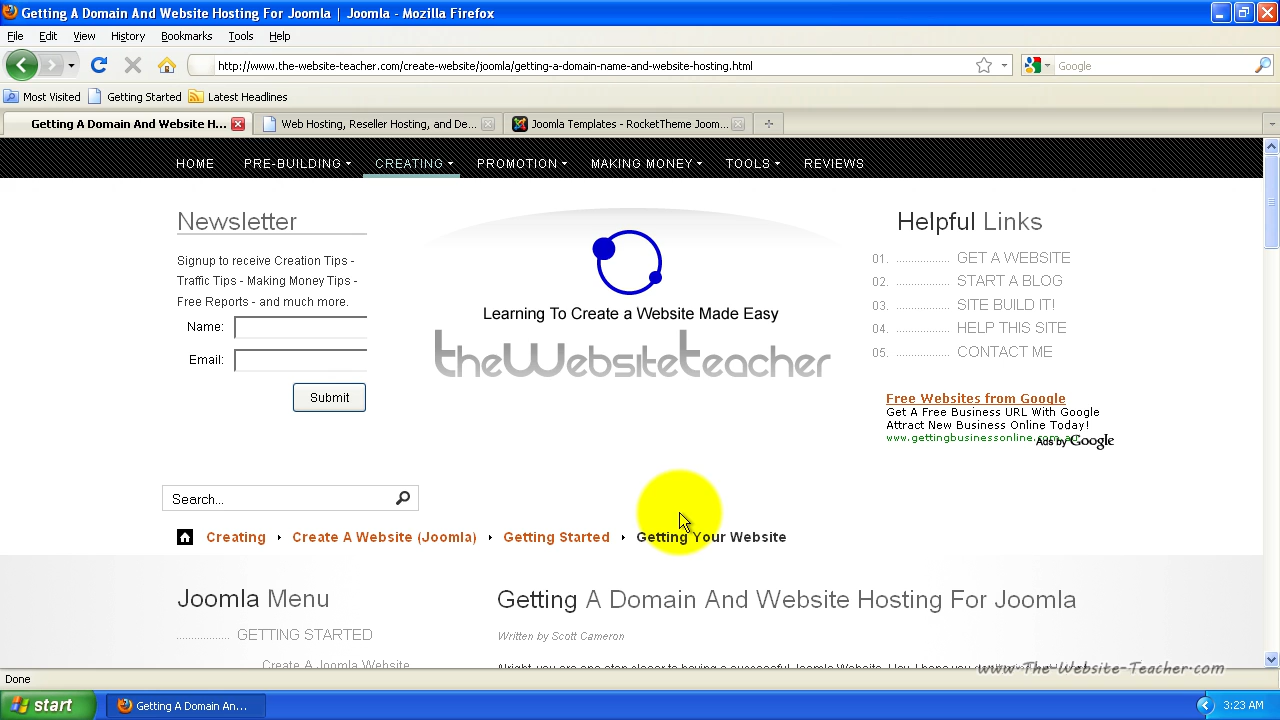 Getting A Domain And Website Hosting For Joomla | Joomla - Mozilla Firefox
File Edit View History Bookmarks Tools Help
http://www.the-website-teacher.com/create-website/joomla/getting-a-domain-name-and-website-hosting.html
Google
Most Visited Getting Started Latest Headlines
Getting A Domain And Website H... Web Hosting, Reseller Hosting, and De... Joomla Templates - RocketTheme Joom...
HOME PRE-BUILDING CREATING PROMOTION MAKING MONEY TOOLS REVIEWS
Newsletter
Signup to receive Creation Tips -
Traffic Tips - Making Money Tips -
Free Reports - and much more.
Name:
Email:
Submit
Learning To Create a Website Made Easy
theWebsiteteacher
Helpful Links
01. ................. GET A WEBSITE
02. ................. START A BLOG
03. ................. SITE BUILD IT!
04. ................. HELP THIS SITE
05. ................. CONTACT ME
Free Websites from Google
Get A Free Business URL With Google
Attract New Business Online Today!
www.gettingbusinessonline.com.au
Ads by Google
Search...
Creating Create A Website (Joomla) Getting Started Getting Your Website
Joomla Menu
................. GETTING STARTED
Create A Joomla Website
Getting A Domain And Website Hosting For Joomla
Written by Scott Cameron
www.The-Website-Teacher.com
Done
start Getting A Domain An... 3:23 AM